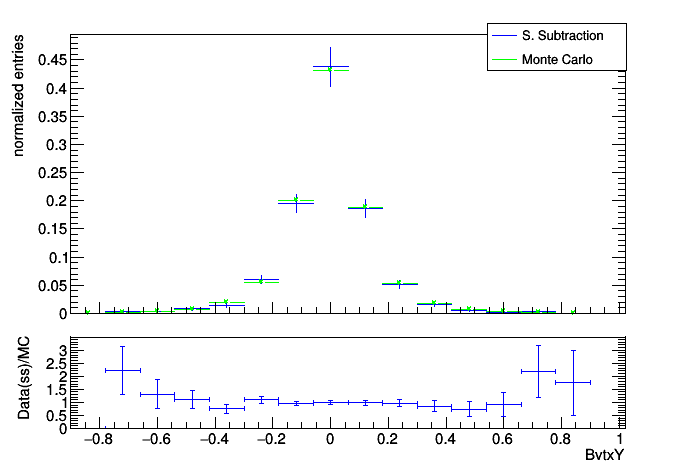 S. Subtraction
Monte Carlo
normalized entries
0.45
0.4
0.35
0.3
0.25
0.2
0.15
0.1
0.05
0
Data(ss)/MC
3
2.5
2
1.5
1
0.5
0
−0.8 −0.6 −0.4 −0.2 0 0.2 0.4 0.6 0.8 1
BvtxY